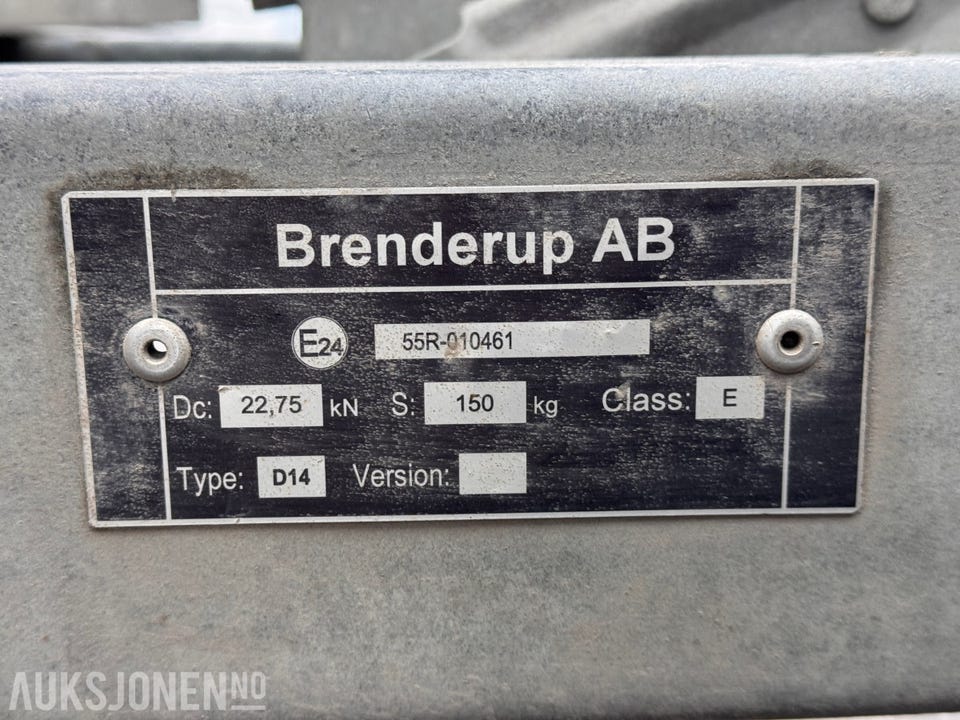 Brenderup AB
E24 55R-010461
Dc: 22,75 kN S: 150 kg Class: E
Type: D14 Version:
AUKSJONEN.NO